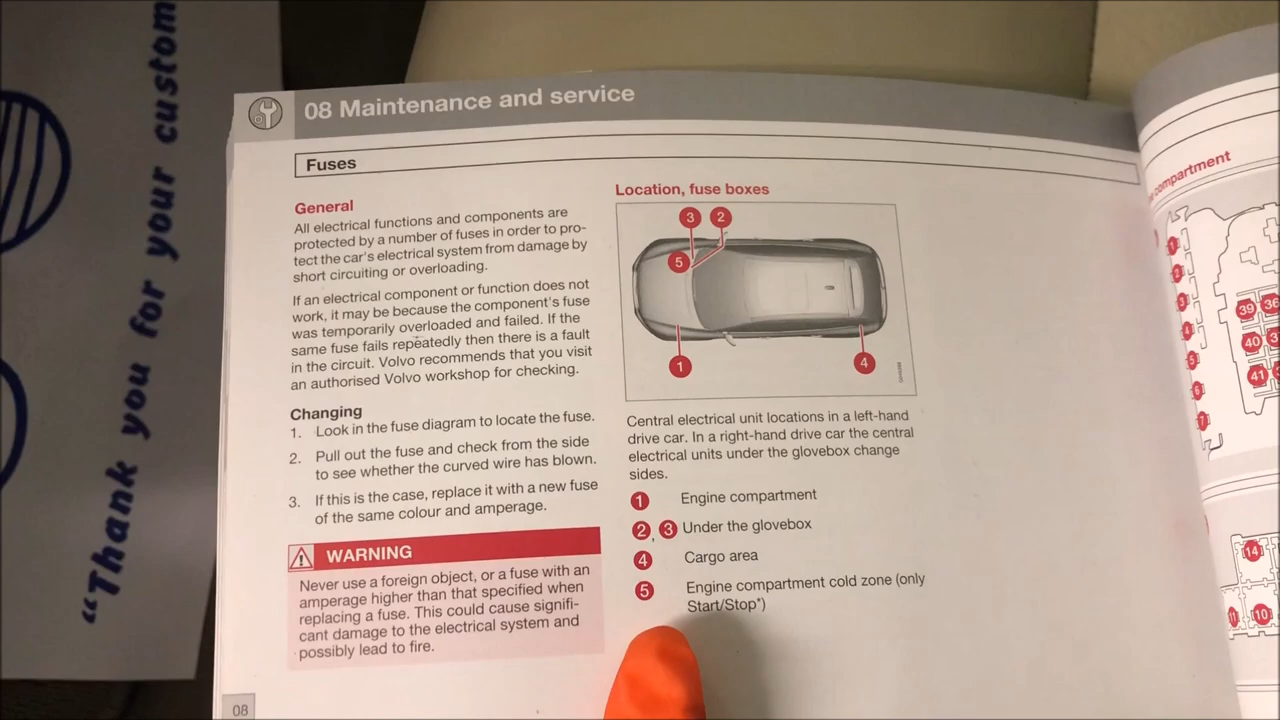 "Thank you for your custom
08 Maintenance and service
Fuses
General
All electrical functions and components are
protected by a number of fuses in order to pro-
tect the car's electrical system from damage by
short circuiting or overloading.
If an electrical component or function does not
work, it may be because the component's fuse
was temporarily overloaded and failed. If the
same fuse fails repeatedly then there is a fault
in the circuit. Volvo recommends that you visit
an authorised Volvo workshop for checking.
Changing
1. Look in the fuse diagram to locate the fuse.
2. Pull out the fuse and check from the side
to see whether the curved wire has blown.
3. If this is the case, replace it with a new fuse
of the same colour and amperage.
WARNING
Never use a foreign object, or a fuse with an
amperage higher than that specified when
replacing a fuse. This could cause signifi-
cant damage to the electrical system and
possibly lead to fire.
08
Location, fuse boxes
3 2
5
1
4
Central electrical unit locations in a left-hand
drive car. In a right-hand drive car the central
electrical units under the glovebox change
sides.
1 Engine compartment
2, 3 Under the glovebox
4 Cargo area
5 Engine compartment cold zone (only
Start/Stop*)
compartment
1
2
3
4
5
6
7
39 36
40
41
14
11 10